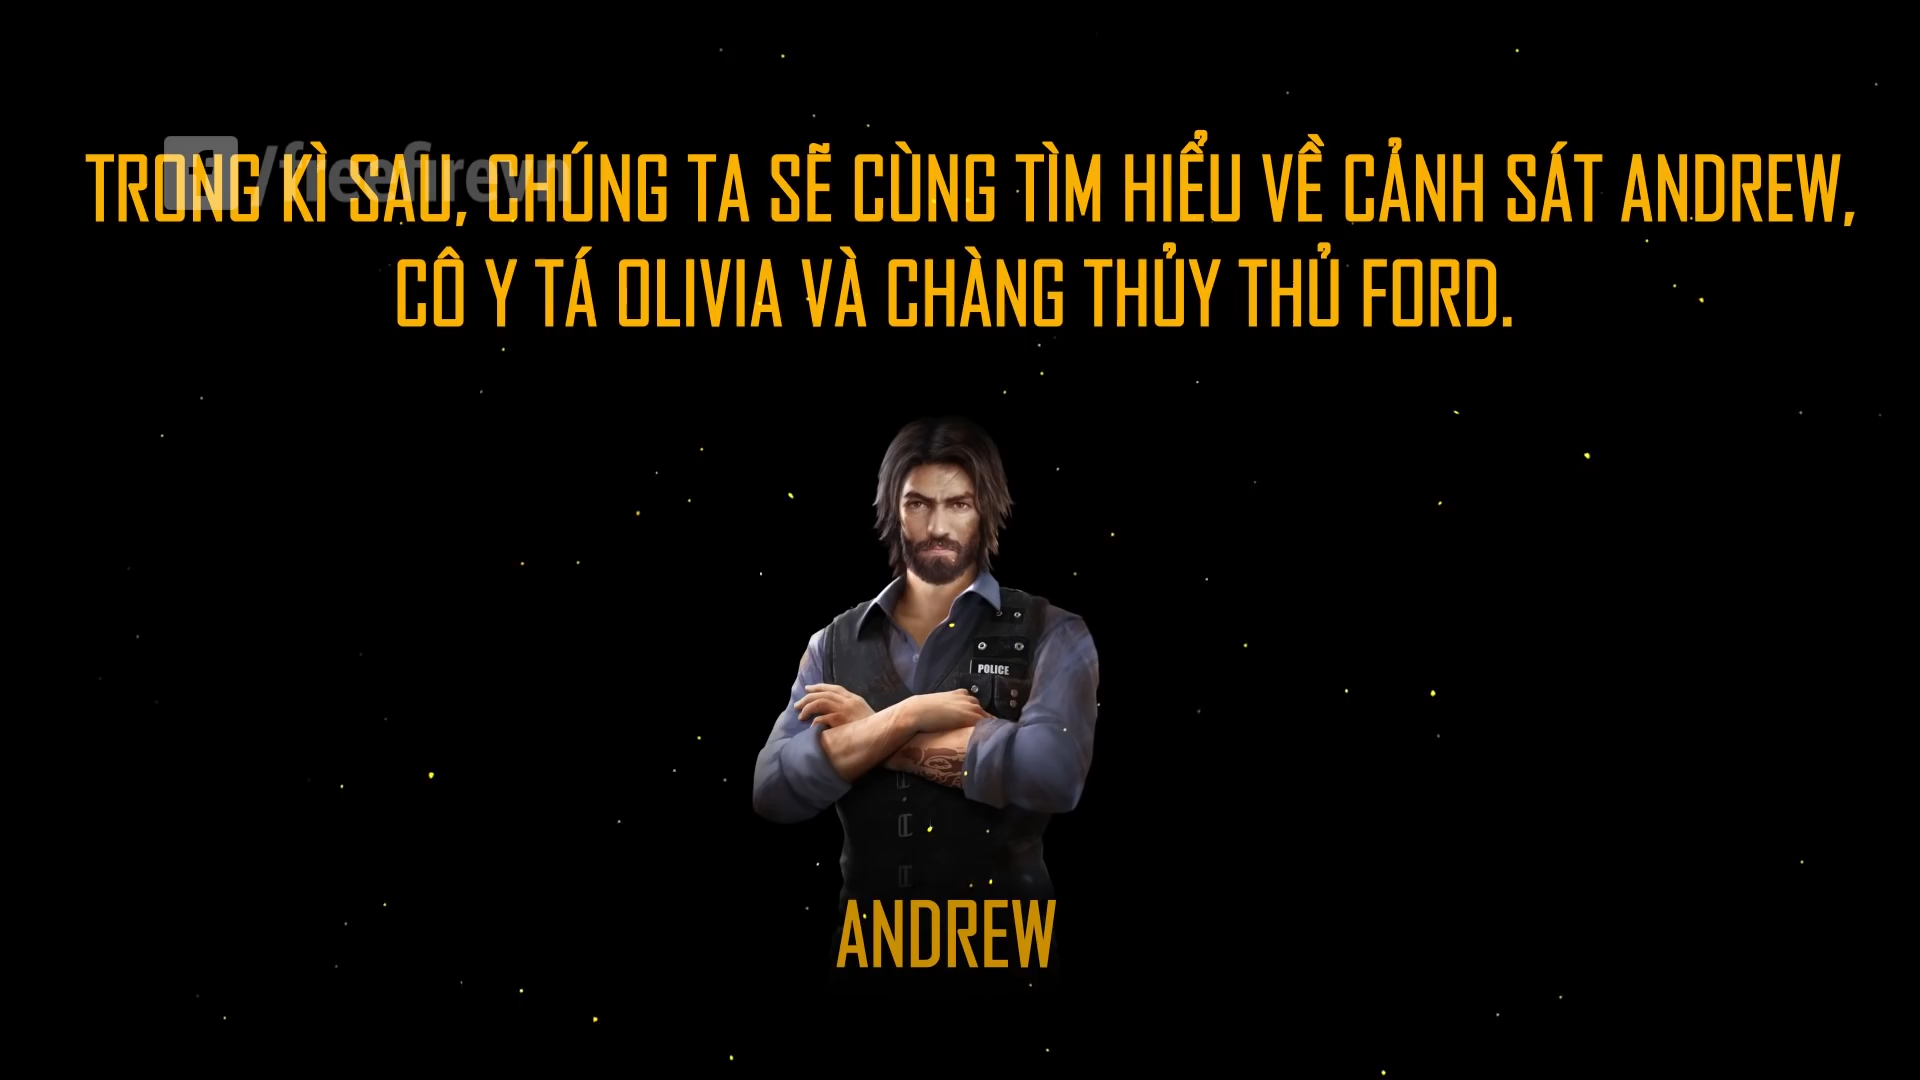 TRONG KÌ SAU, CHÚNG TA SẼ CÙNG TÌM HIỂU VỀ CẢNH SÁT ANDREW,
CÔ Y TÁ OLIVIA VÀ CHÀNG THỦY THỦ FORD.
f/freefirevn
POLICE
ANDREW